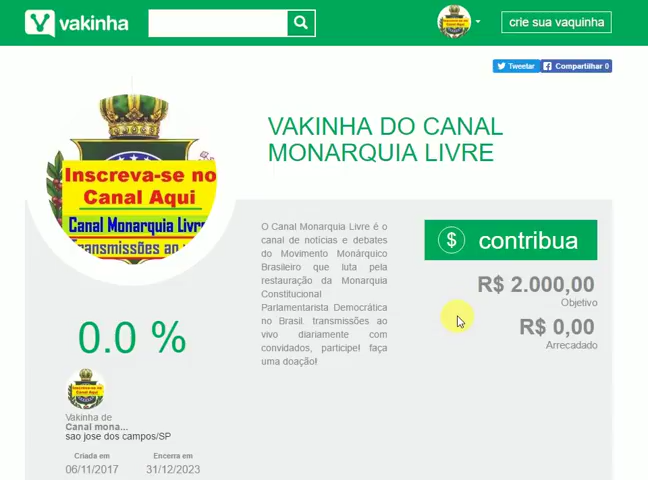 vakinha
crie sua vaquinha
Tweetar
Compartilhar 0
VAKINHA DO CANAL
MONARQUIA LIVRE
Inscreva-se no
Canal Aqui
Canal Monarquia Livre
Transmissões ao
O Canal Monarquia Livre é o
canal de notícias e debates
do Movimento Monárquico
Brasileiro que luta pela
restauração da Monarquia
Constitucional
Parlamentarista Democrática
no Brasil. transmissões ao
vivo diariamente com
convidados, participe! faça
uma doação!
$ contribua
R$ 2.000,00
Objetivo
R$ 0,00
Arrecadado
0.0 %
Vakinha de
Canal mona...
sao jose dos campos/SP
Criada em
06/11/2017
Encerra em
31/12/2023